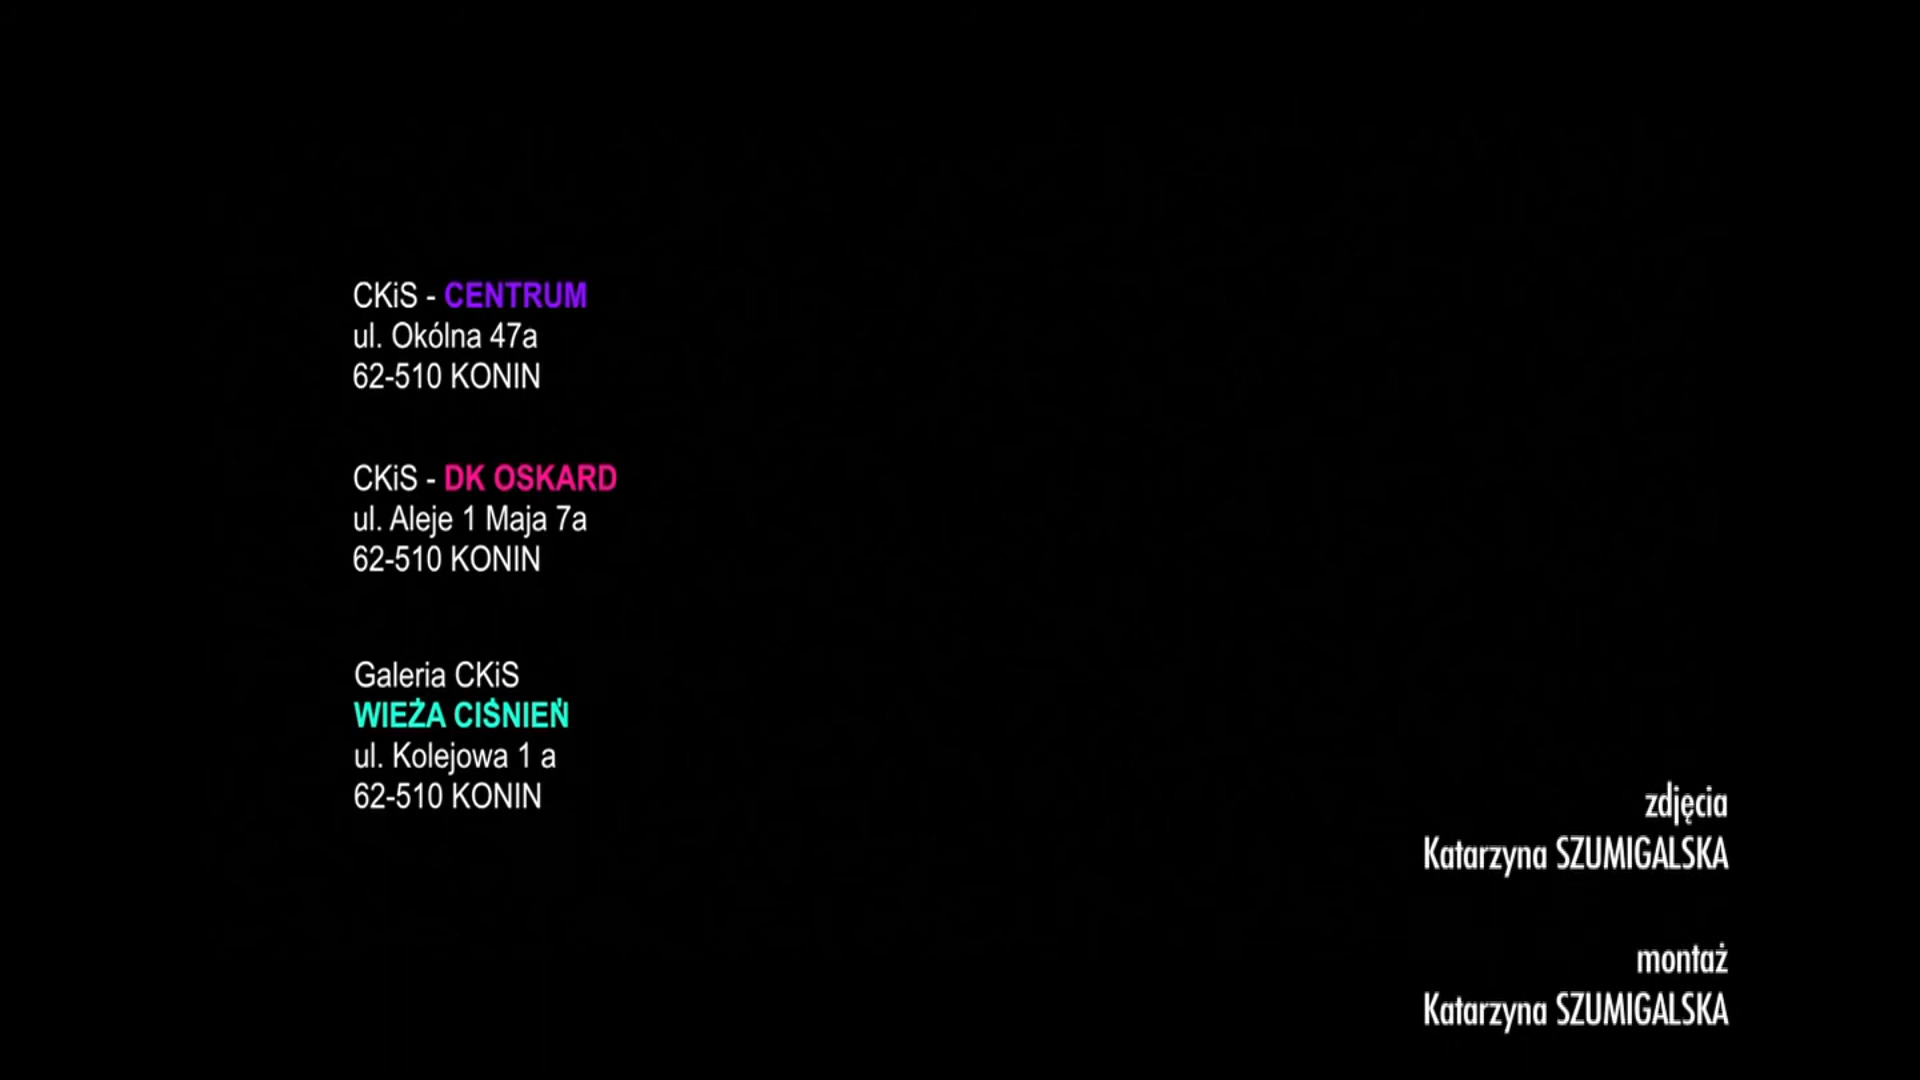 CKiS - CENTRUM
ul. Okólna 47a
62-510 KONIN
CKiS - DK OSKARD
ul. Aleje 1 Maja 7a
62-510 KONIN
Galeria CKiS
WIEŻA CIŚNIEŃ
ul. Kolejowa 1 a
62-510 KONIN
zdjęcia
Katarzyna SZUMIGALSKA
montaż
Katarzyna SZUMIGALSKA